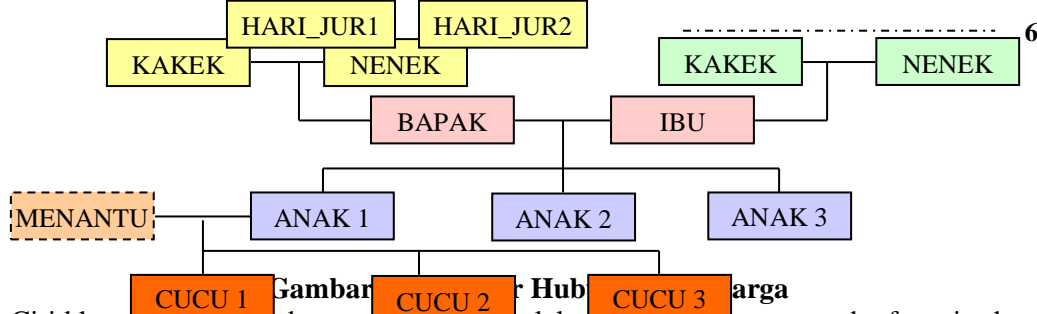 HARI_JUR1 HARI_JUR2
6
KAKEK NENEK KAKEK NENEK
BAPAK IBU
MENANTU ANAK 1 ANAK 2 ANAK 3
Gambar r Hub arga
CUCU 1 CUCU 2 CUCU 3